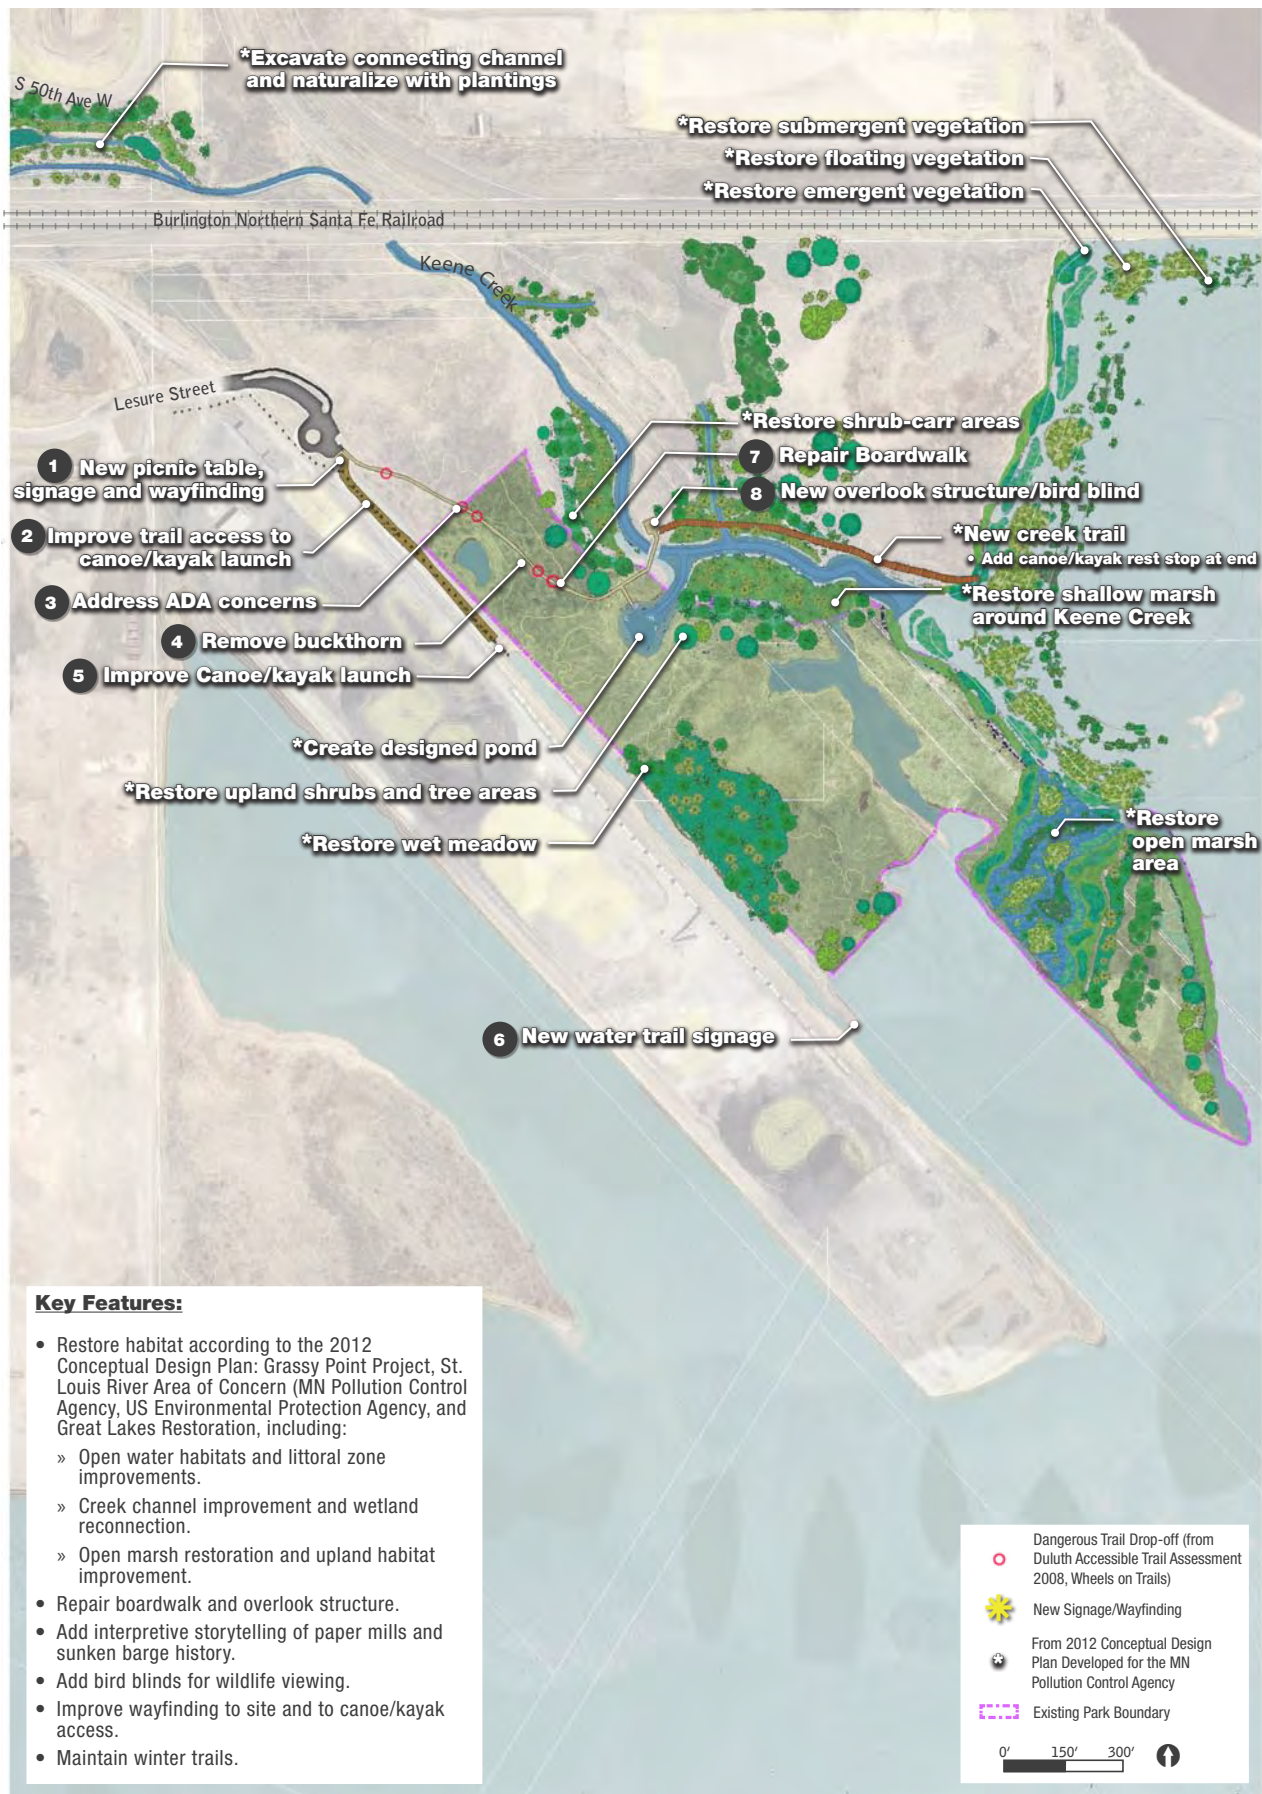 *Excavate connecting channel
and naturalize with plantings
S 50th Ave W
*Restore submergent vegetation
*Restore floating vegetation
*Restore emergent vegetation
Burlington Northern Santa Fe Railroad
Keene Creek
Lesure Street
*Restore shrub-carr areas
7 Repair Boardwalk
8 New overlook structure/bird blind
1 New picnic table,
signage and wayfinding
2 Improve trail access to
canoe/kayak launch
*New creek trail
• Add canoe/kayak rest stop at end
3 Address ADA concerns
*Restore shallow marsh
around Keene Creek
4 Remove buckthorn
5 Improve Canoe/kayak launch
*Create designed pond
*Restore upland shrubs and tree areas
*Restore wet meadow
*Restore
open marsh
area
6 New water trail signage
Key Features:
• Restore habitat according to the 2012
Conceptual Design Plan: Grassy Point Project, St.
Louis River Area of Concern (MN Pollution Control
Agency, US Environmental Protection Agency, and
Great Lakes Restoration, including:
» Open water habitats and littoral zone
improvements.
» Creek channel improvement and wetland
reconnection.
» Open marsh restoration and upland habitat
improvement.
• Repair boardwalk and overlook structure.
• Add interpretive storytelling of paper mills and
sunken barge history.
• Add bird blinds for wildlife viewing.
• Improve wayfinding to site and to canoe/kayak
access.
• Maintain winter trails.
Dangerous Trail Drop-off (from
Duluth Accessible Trail Assessment
2008, Wheels on Trails)
New Signage/Wayfinding
* From 2012 Conceptual Design
Plan Developed for the MN
Pollution Control Agency
Existing Park Boundary
0' 150' 300'